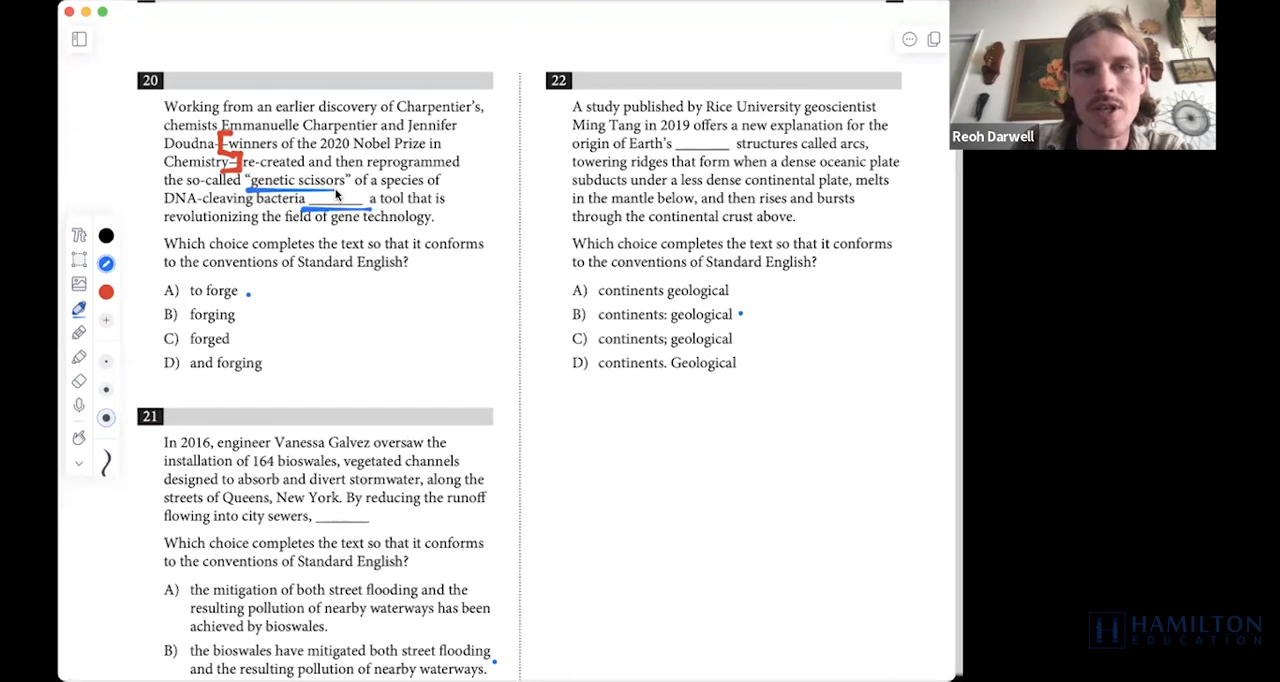 20
Working from an earlier discovery of Charpentier's,
chemists Emmanuelle Charpentier and Jennifer
Doudna—winners of the 2020 Nobel Prize in
Chemistry—re-created and then reprogrammed
the so-called “genetic scissors” of a species of
DNA-cleaving bacteria ______ a tool that is
revolutionizing the field of gene technology.
Which choice completes the text so that it conforms
to the conventions of Standard English?
A) to forge
B) forging
C) forged
D) and forging
21
In 2016, engineer Vanessa Galvez oversaw the
installation of 164 bioswales, vegetated channels
designed to absorb and divert stormwater, along the
streets of Queens, New York. By reducing the runoff
flowing into city sewers, ______
Which choice completes the text so that it conforms
to the conventions of Standard English?
A) the mitigation of both street flooding and the
resulting pollution of nearby waterways has been
achieved by bioswales.
B) the bioswales have mitigated both street flooding
and the resulting pollution of nearby waterways.
22
A study published by Rice University geoscientist
Ming Tang in 2019 offers a new explanation for the
origin of Earth's ______ structures called arcs,
towering ridges that form when a dense oceanic plate
subducts under a less dense continental plate, melts
in the mantle below, and then rises and bursts
through the continental crust above.
Which choice completes the text so that it conforms
to the conventions of Standard English?
A) continents geological
B) continents: geological
C) continents; geological
D) continents. Geological
Tt
Reoh Darwell
HAMILTON
EDUCATION